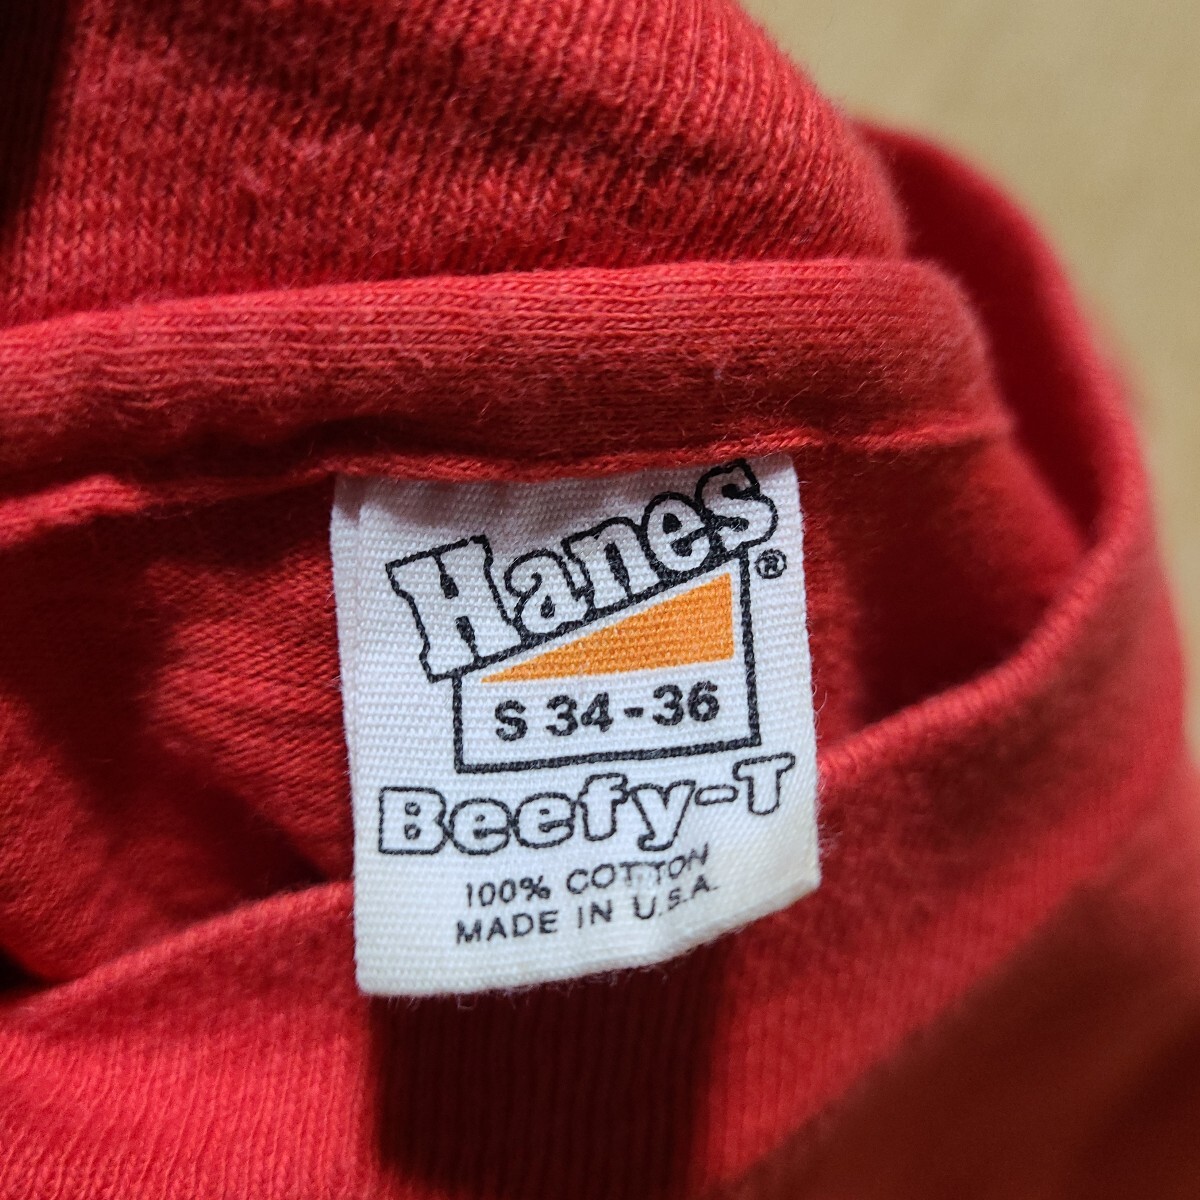 Hanes®
S 34-36
Beefy-T
100% COTTON
MADE IN U.S.A.